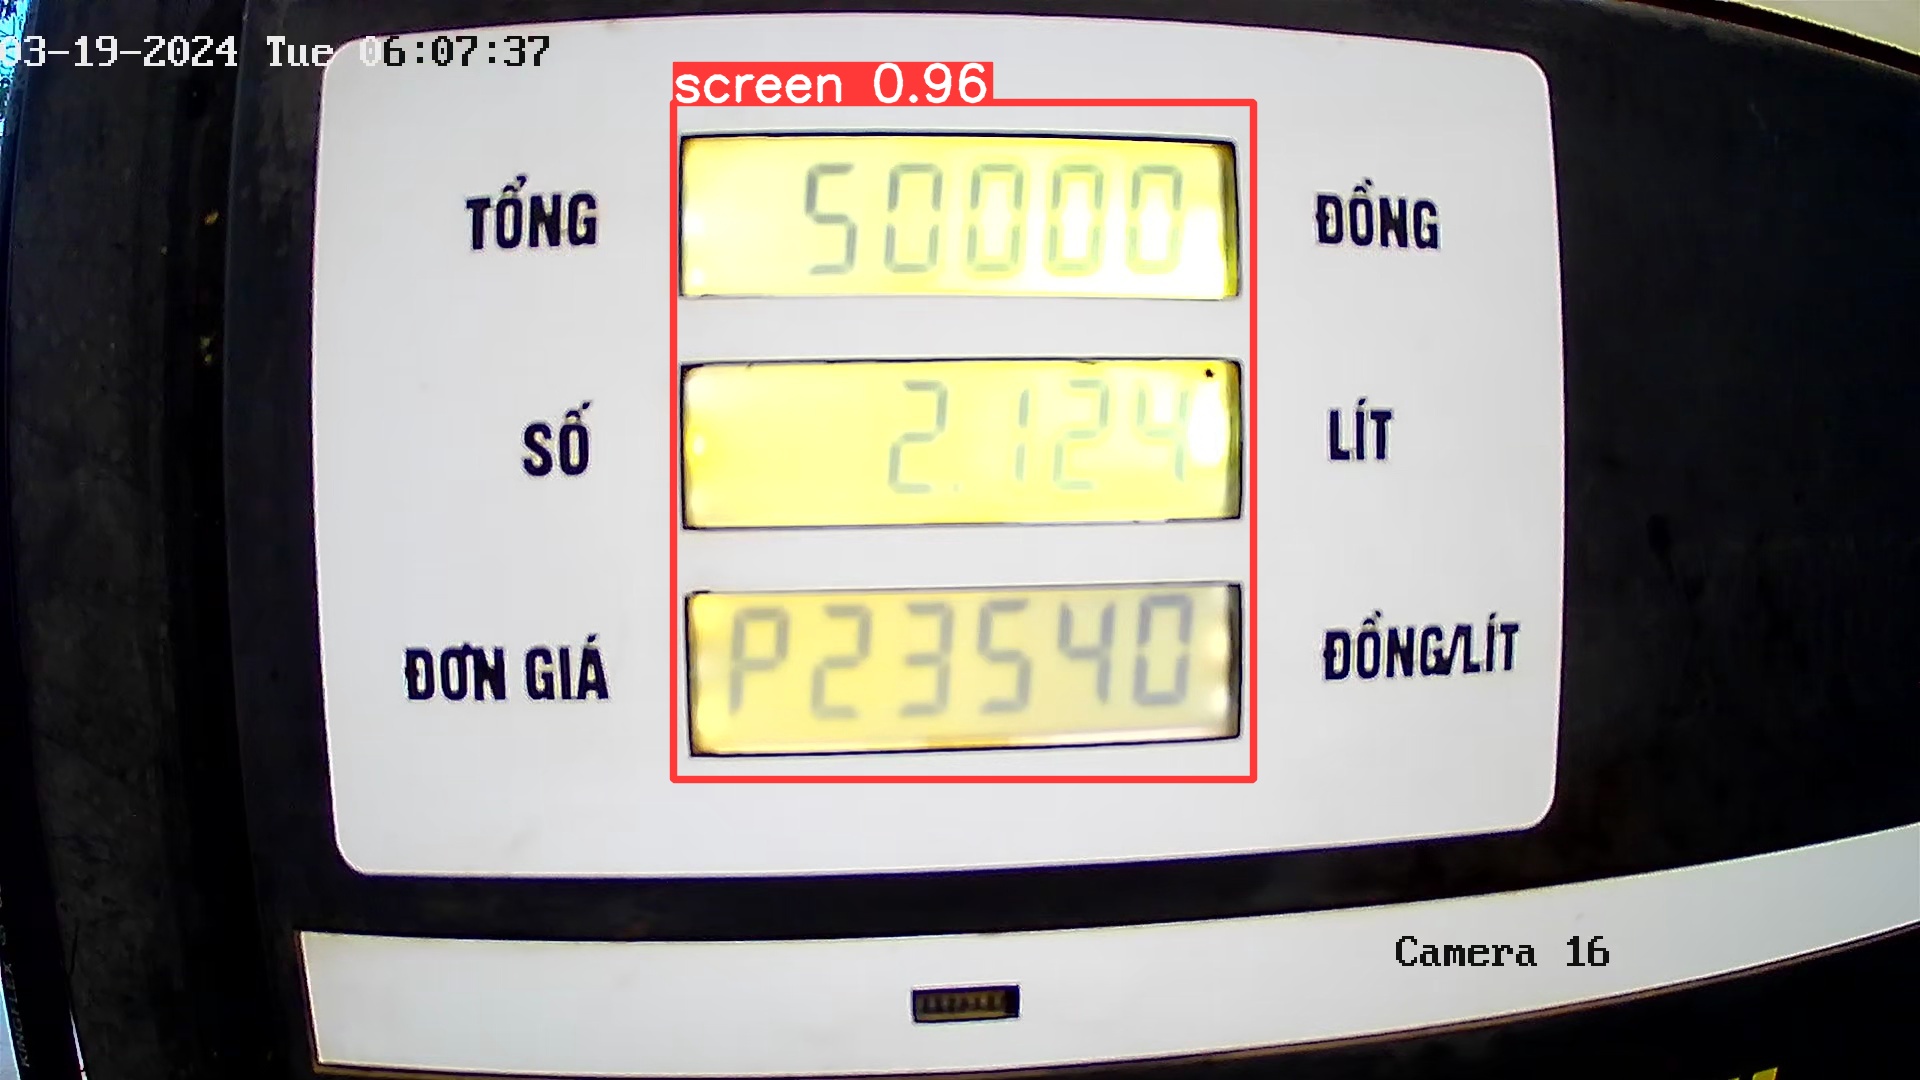 03-19-2024 Tue 06:07:37
screen 0.96
TỔNG 50000 ĐỒNG
SỐ 2.124 LÍT
ĐƠN GIÁ P23540 ĐỒNG/LÍT
Camera 16